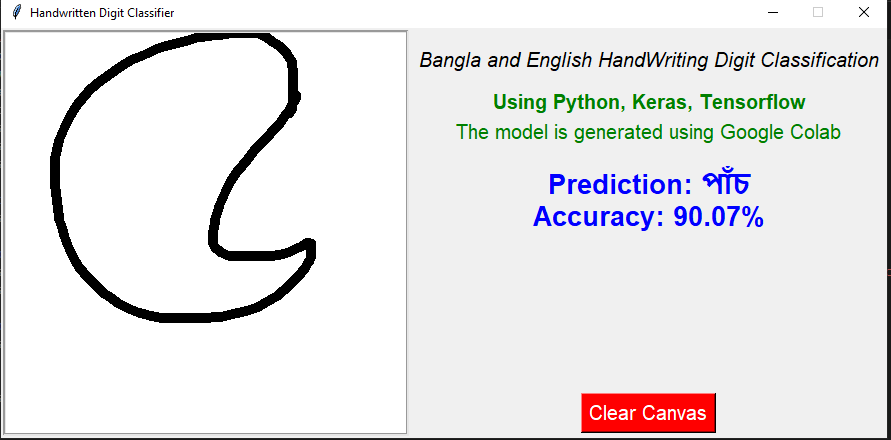 Handwritten Digit Classifier
Bangla and English HandWriting Digit Classification
Using Python, Keras, Tensorflow
The model is generated using Google Colab
৫
Prediction: পাঁচ
Accuracy: 90.07%
Clear Canvas